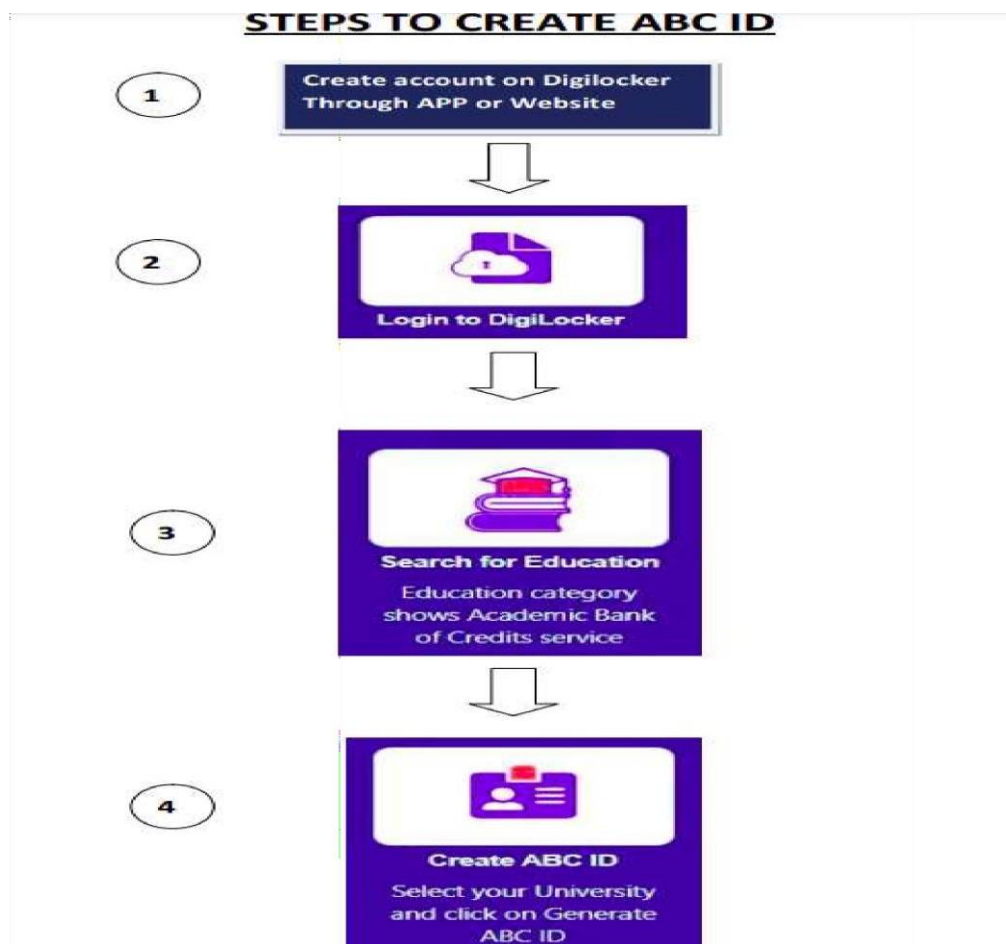 STEPS TO CREATE ABC ID
1
Create account on Digilocker
Through APP or Website
2
Login to DigiLocker
3
Search for Education
Education category
shows Academic Bank
of Credits service
4
Create ABC ID
Select your University
and click on Generate
ABC ID